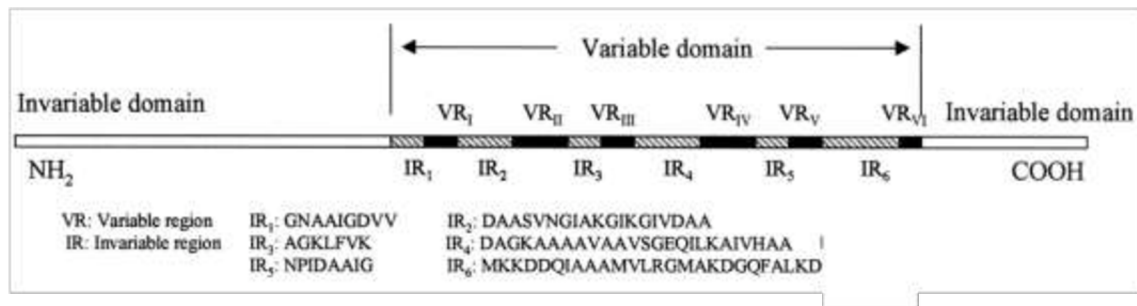 Variable domain
Invariable domain VR_I VR_II VR_III VR_IV VR_V VR_VI Invariable domain
NH₂ IR₁ IR₂ IR₃ IR₄ IR₅ IR₆ COOH
VR: Variable region IR₁: GNAAIGDVV IR₂: DAASVNGIAKGIKGIVDAA
IR: Invariable region IR₃: AGKLFVK IR₄: DAGKAAAAVAAVSGEQILKAIVHAA
IR₅: NPIDAAIG IR₆: MKKDDQIAAAMVLRGMAKDGQFALKD